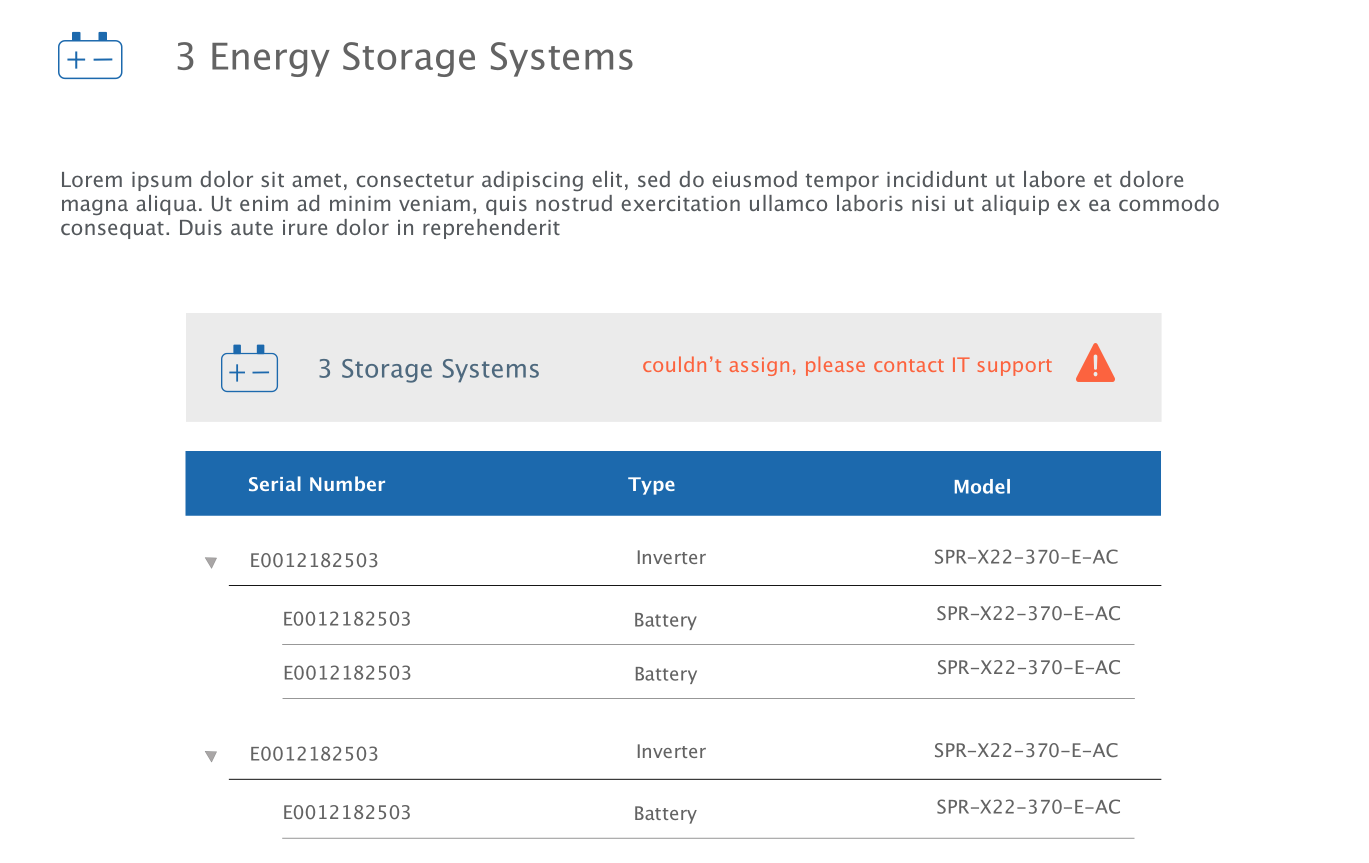 3 Energy Storage Systems
Lorem ipsum dolor sit amet, consectetur adipiscing elit, sed do eiusmod tempor incididunt ut labore et dolore
magna aliqua. Ut enim ad minim veniam, quis nostrud exercitation ullamco laboris nisi ut aliquip ex ea commodo
consequat. Duis aute irure dolor in reprehenderit
3 Storage Systems couldn’t assign, please contact IT support
Serial Number Type Model
E0012182503 Inverter SPR-X22-370-E-AC
E0012182503 Battery SPR-X22-370-E-AC
E0012182503 Battery SPR-X22-370-E-AC
E0012182503 Inverter SPR-X22-370-E-AC
E0012182503 Battery SPR-X22-370-E-AC